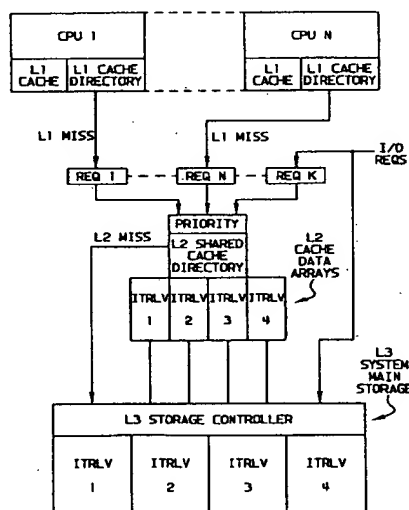 CPU 1
CPU N
L1 CACHE
L1 CACHE DIRECTORY
L1 CACHE
L1 CACHE DIRECTORY
L1 MISS
L1 MISS
I/O REQS
REQ 1
REQ N
REQ K
PRIORITY
L2 MISS
L2 SHARED CACHE DIRECTORY
L2 CACHE DATA ARRAYS
ITRLV 1
ITRLV 2
ITRLV 3
ITRLV 4
L3 SYSTEM MAIN STORAGE
L3 STORAGE CONTROLLER
ITRLV 1
ITRLV 2
ITRLV 3
ITRLV 4